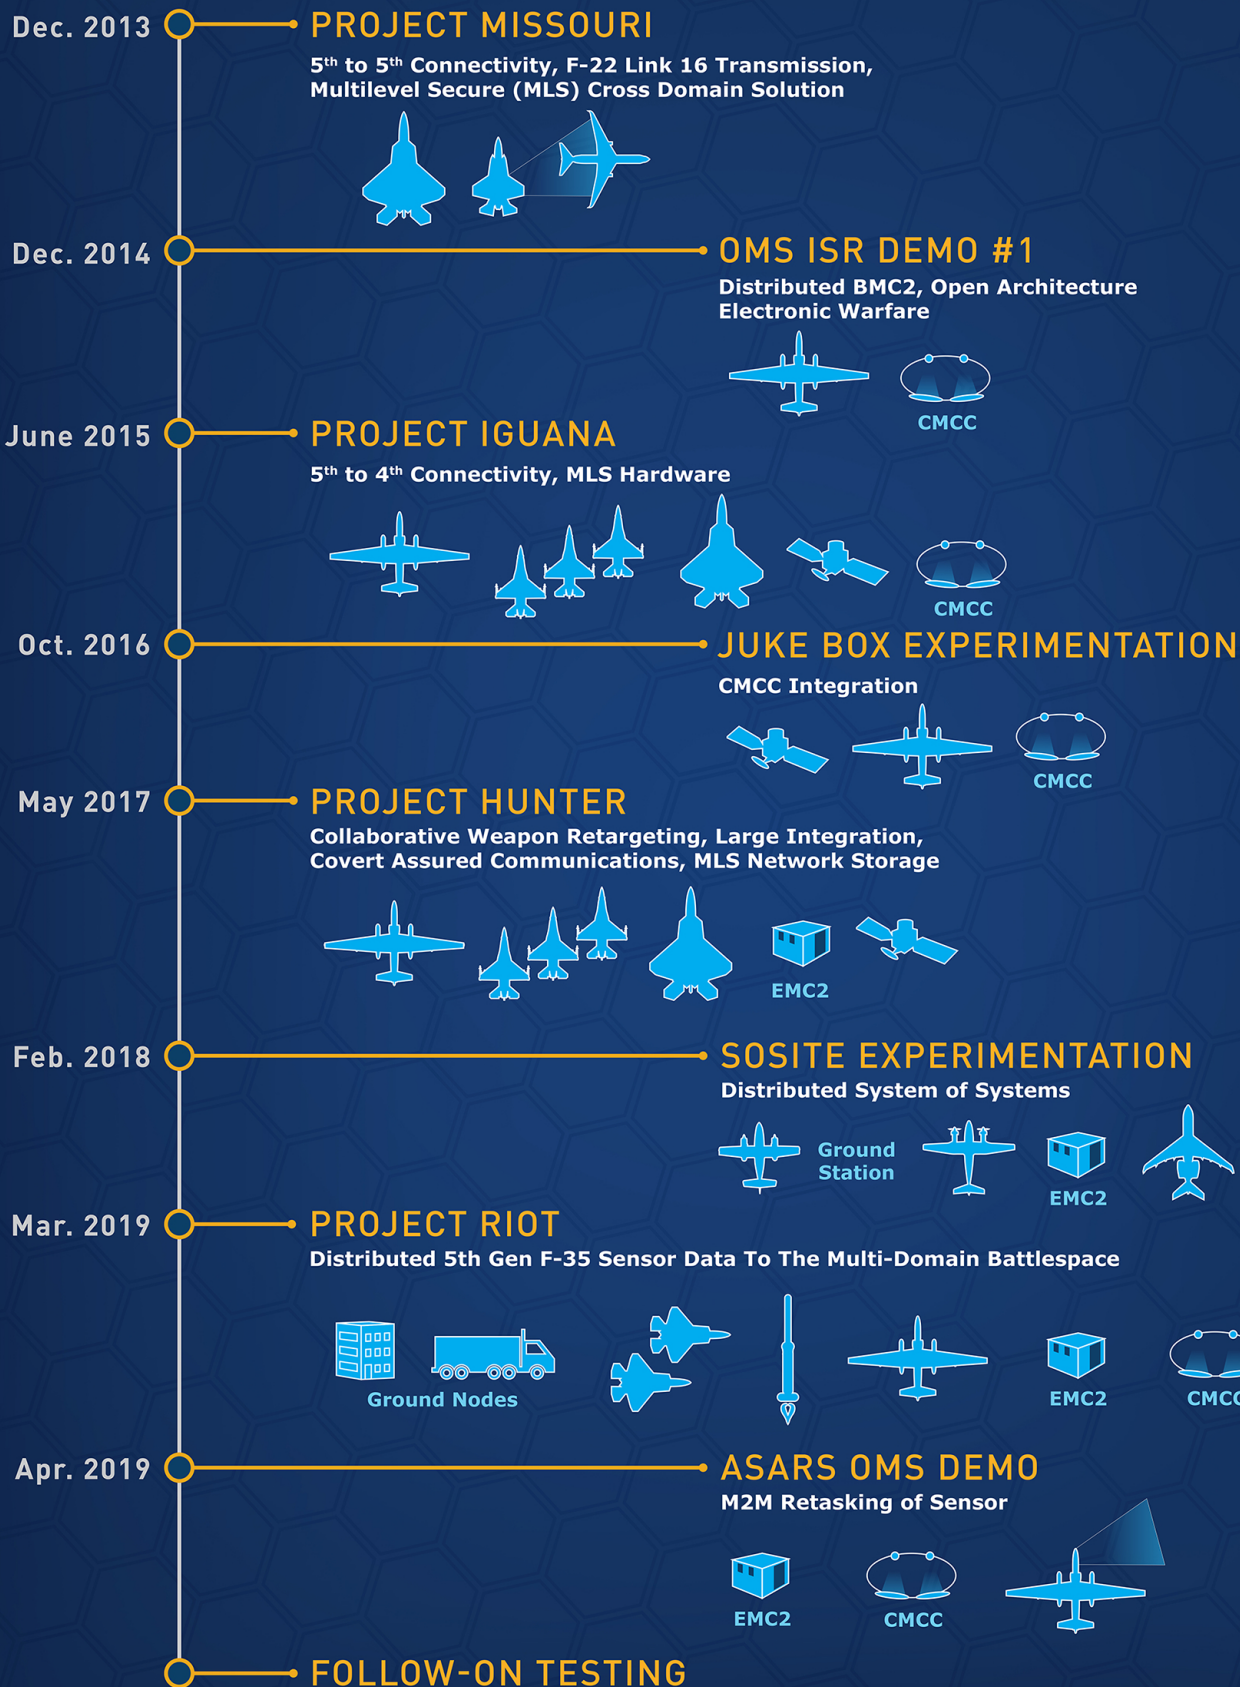 Dec. 2013
PROJECT MISSOURI
5th to 5th Connectivity, F-22 Link 16 Transmission,
Multilevel Secure (MLS) Cross Domain Solution
Dec. 2014
OMS ISR DEMO #1
Distributed BMC2, Open Architecture
Electronic Warfare
CMCC
June 2015
PROJECT IGUANA
5th to 4th Connectivity, MLS Hardware
CMCC
Oct. 2016
JUKE BOX EXPERIMENTATION
CMCC Integration
CMCC
May 2017
PROJECT HUNTER
Collaborative Weapon Retargeting, Large Integration,
Covert Assured Communications, MLS Network Storage
EMC2
Feb. 2018
SOSITE EXPERIMENTATION
Distributed System of Systems
Ground
Station
EMC2
Mar. 2019
PROJECT RIOT
Distributed 5th Gen F-35 Sensor Data To The Multi-Domain Battlespace
Ground Nodes
EMC2
CMCC
Apr. 2019
ASARS OMS DEMO
M2M Retasking of Sensor
EMC2
CMCC
FOLLOW-ON TESTING